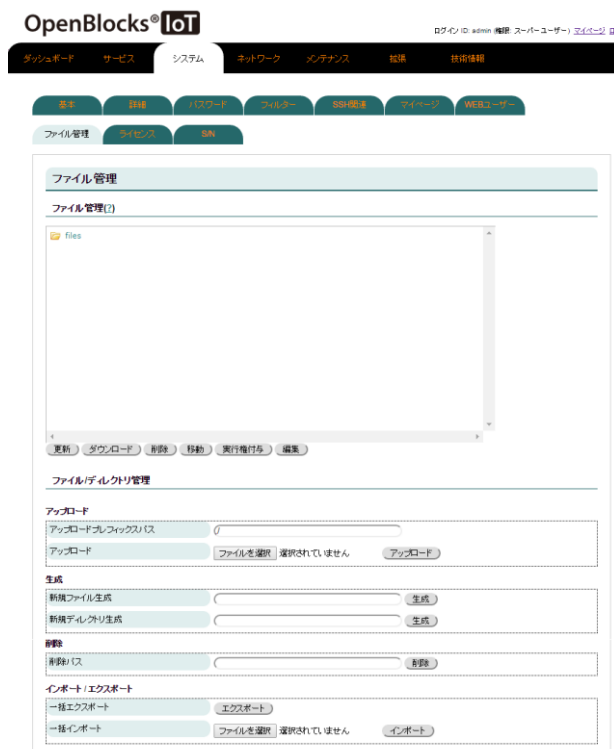 OpenBlocks® IoT
ログインID: admin (権限: スーパーユーザー) マイページ
ダッシュボード サービス システム ネットワーク メンテナンス 拡張 技術情報
基本 詳細 パスワード フィルター SSH関連 マイページ WEBユーザー
ファイル管理 ライセンス S/N
ファイル管理
ファイル管理(?)
files
更新 ダウンロード 削除 移動 実行権付与 編集
ファイル/ディレクトリ管理
アップロード
アップロードプレフィックスパス /
アップロード ファイルを選択 選択されていません アップロード
生成
新規ファイル生成 生成
新規ディレクトリ生成 生成
削除
削除パス 削除
インポート / エクスポート
一括エクスポート エクスポート
一括インポート ファイルを選択 選択されていません インポート